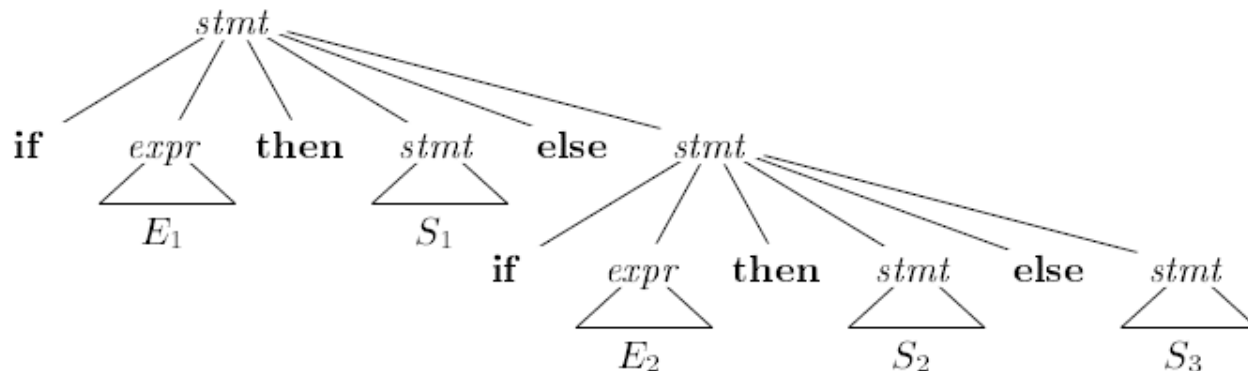 stmt
if expr then stmt else stmt
E₁ S₁
if expr then stmt else stmt
E₂ S₂ S₃